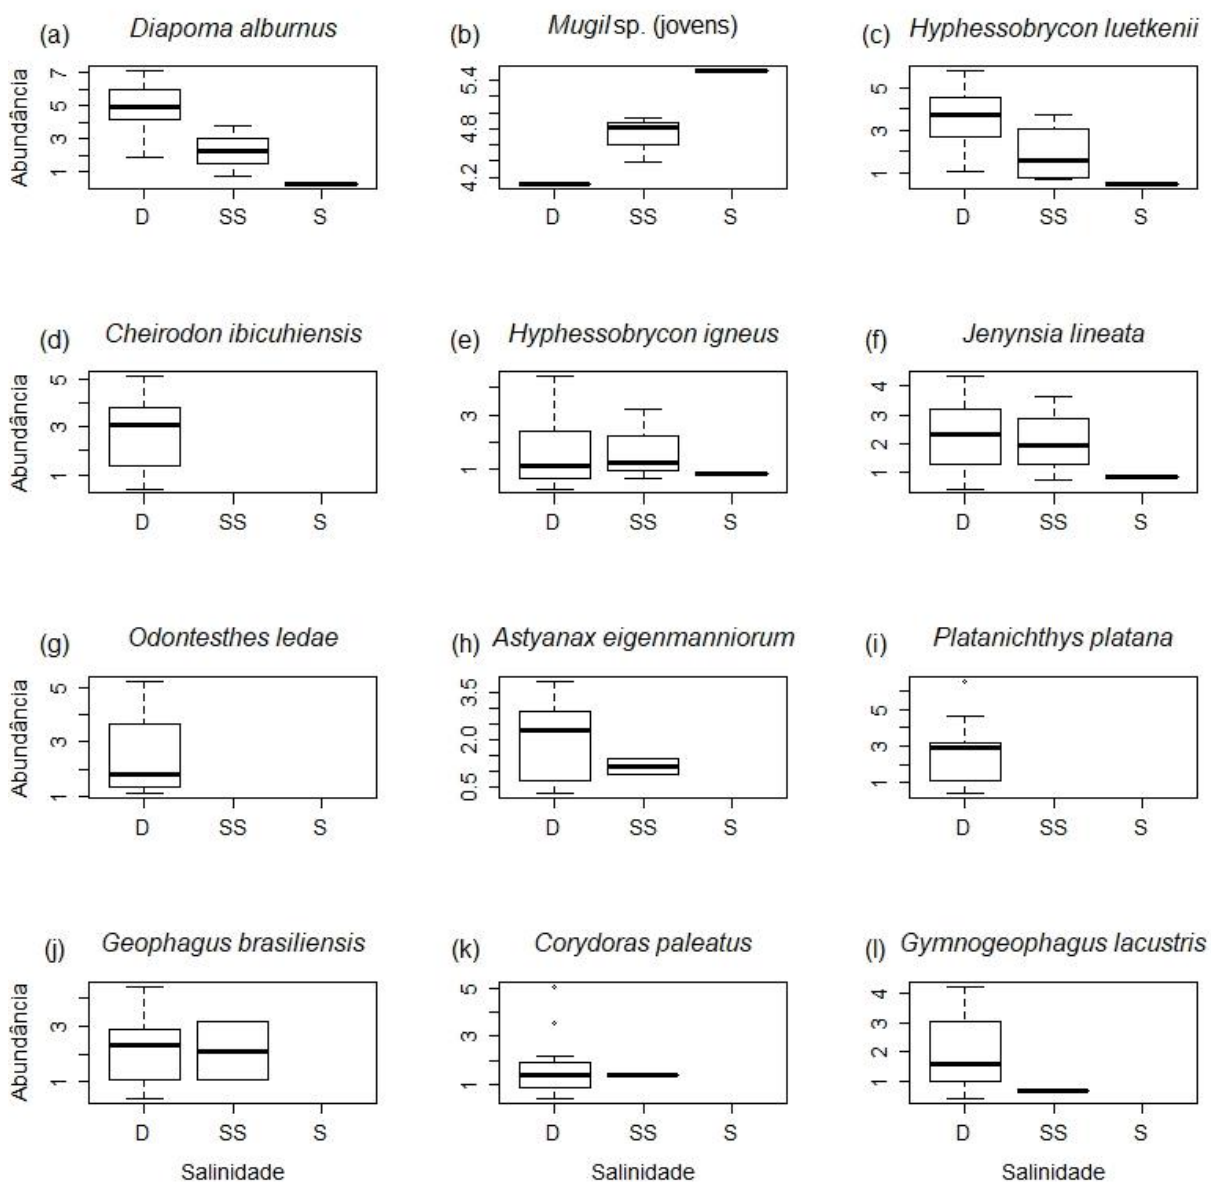 (a) Diapoma alburnus
(b) Mugil sp. (jovens)
(c) Hyphessobrycon luetkenii
Abundância
7
5
3
1
D SS S
5.4
4.8
4.2
D SS S
5
3
1
D SS S
(d) Cheirodon ibicuhiensis
(e) Hyphessobrycon igneus
(f) Jenynsia lineata
Abundância
5
3
1
D SS S
3
1
D SS S
4
3
2
1
D SS S
(g) Odontesthes ledae
(h) Astyanax eigenmanniorum
(i) Platanichthys platana
Abundância
5
3
1
D SS S
3.5
2.0
0.5
D SS S
5
3
1
D SS S
(j) Geophagus brasiliensis
(k) Corydoras paleatus
(l) Gymnogeophagus lacustris
Abundância
3
1
D SS S
Salinidade
5
3
1
D SS S
Salinidade
4
3
2
1
D SS S
Salinidade